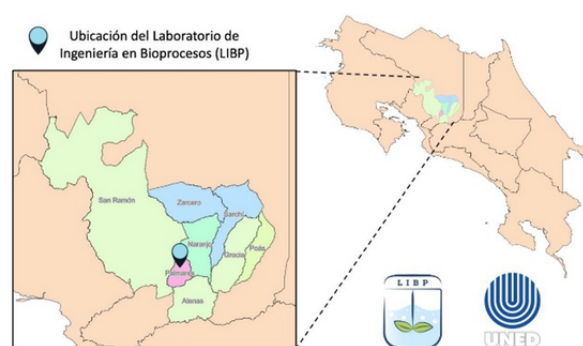 Ubicación del Laboratorio de
Ingeniería en Bioprocesos (LIBP)
San Ramón
Zarcero
Sarchí
Naranjo
Grecia
Poás
Palmares
Atenas
LIBP
UNED